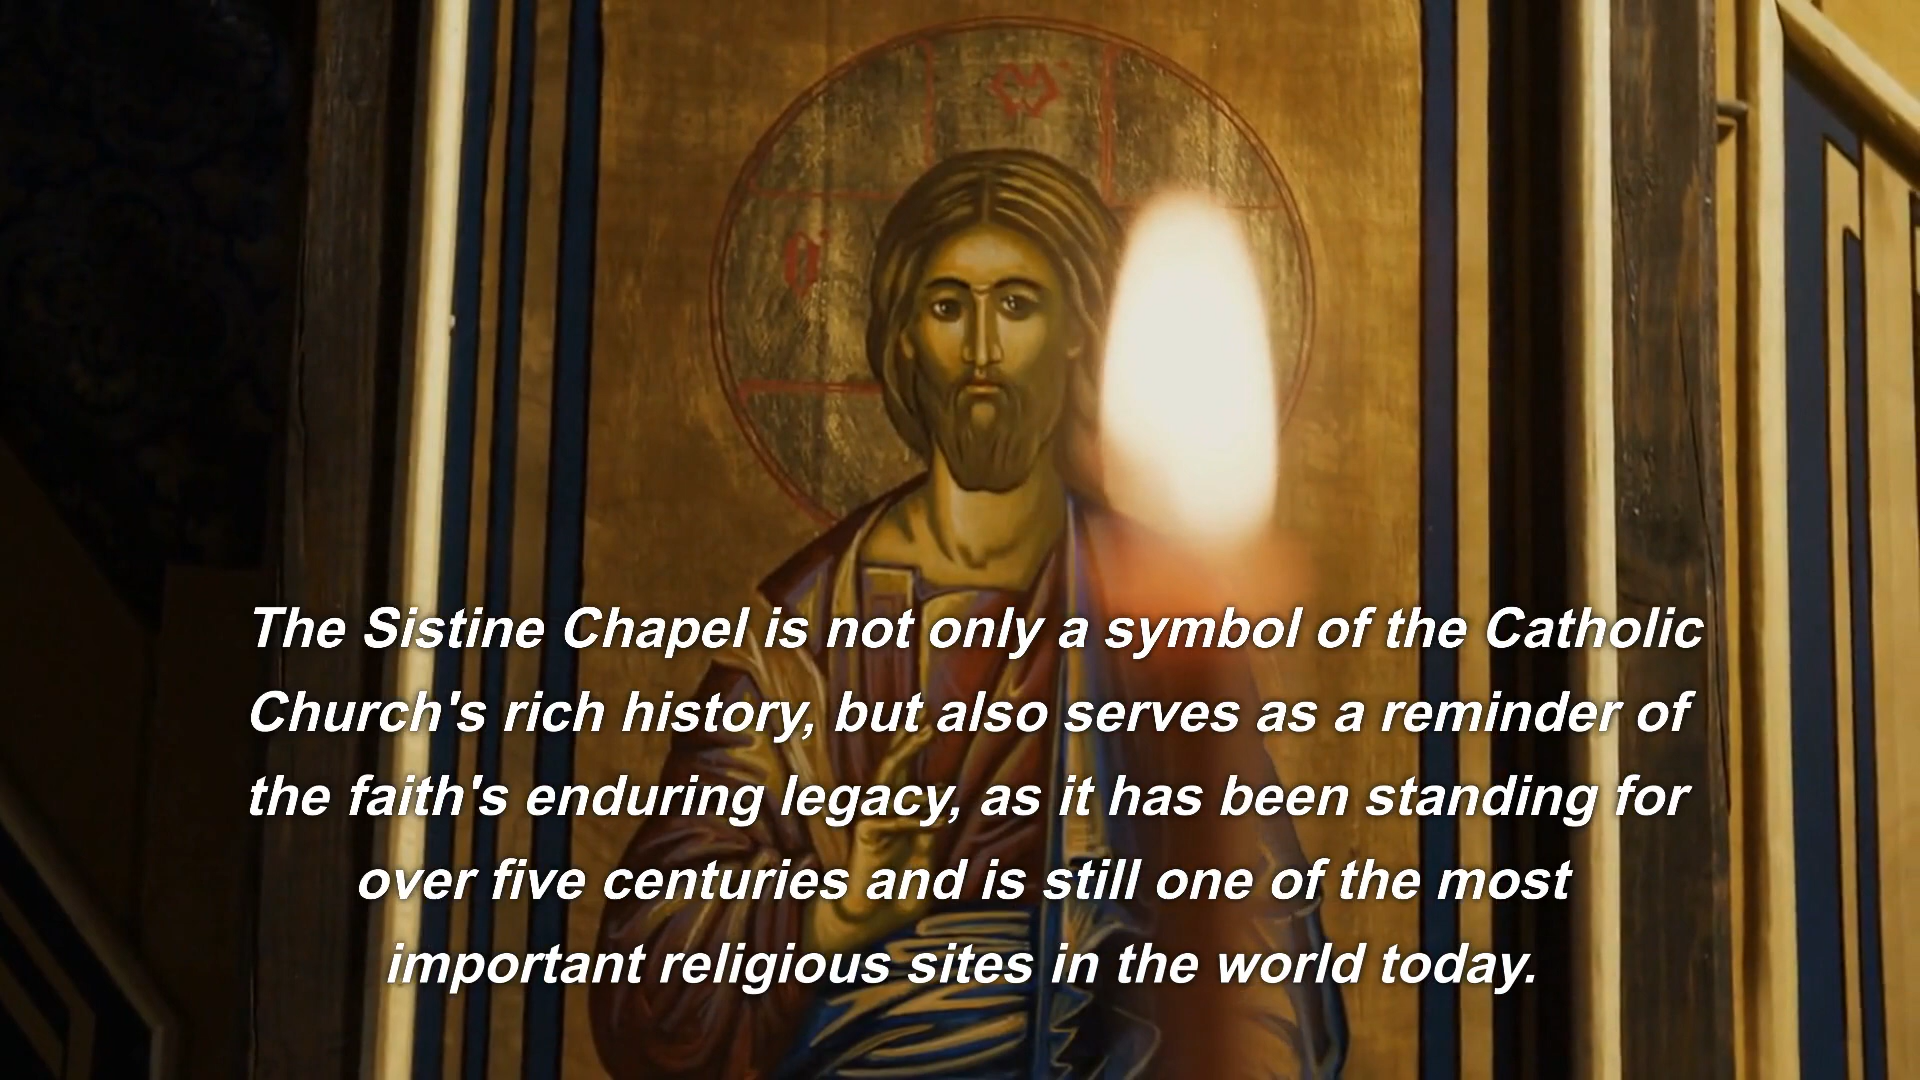 The Sistine Chapel is not only a symbol of the Catholic
Church's rich history, but also serves as a reminder of
the faith's enduring legacy, as it has been standing for
over five centuries and is still one of the most
important religious sites in the world today.